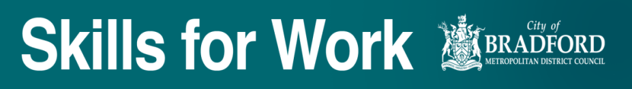 Skills for Work
City of
BRADFORD
METROPOLITAN DISTRICT COUNCIL